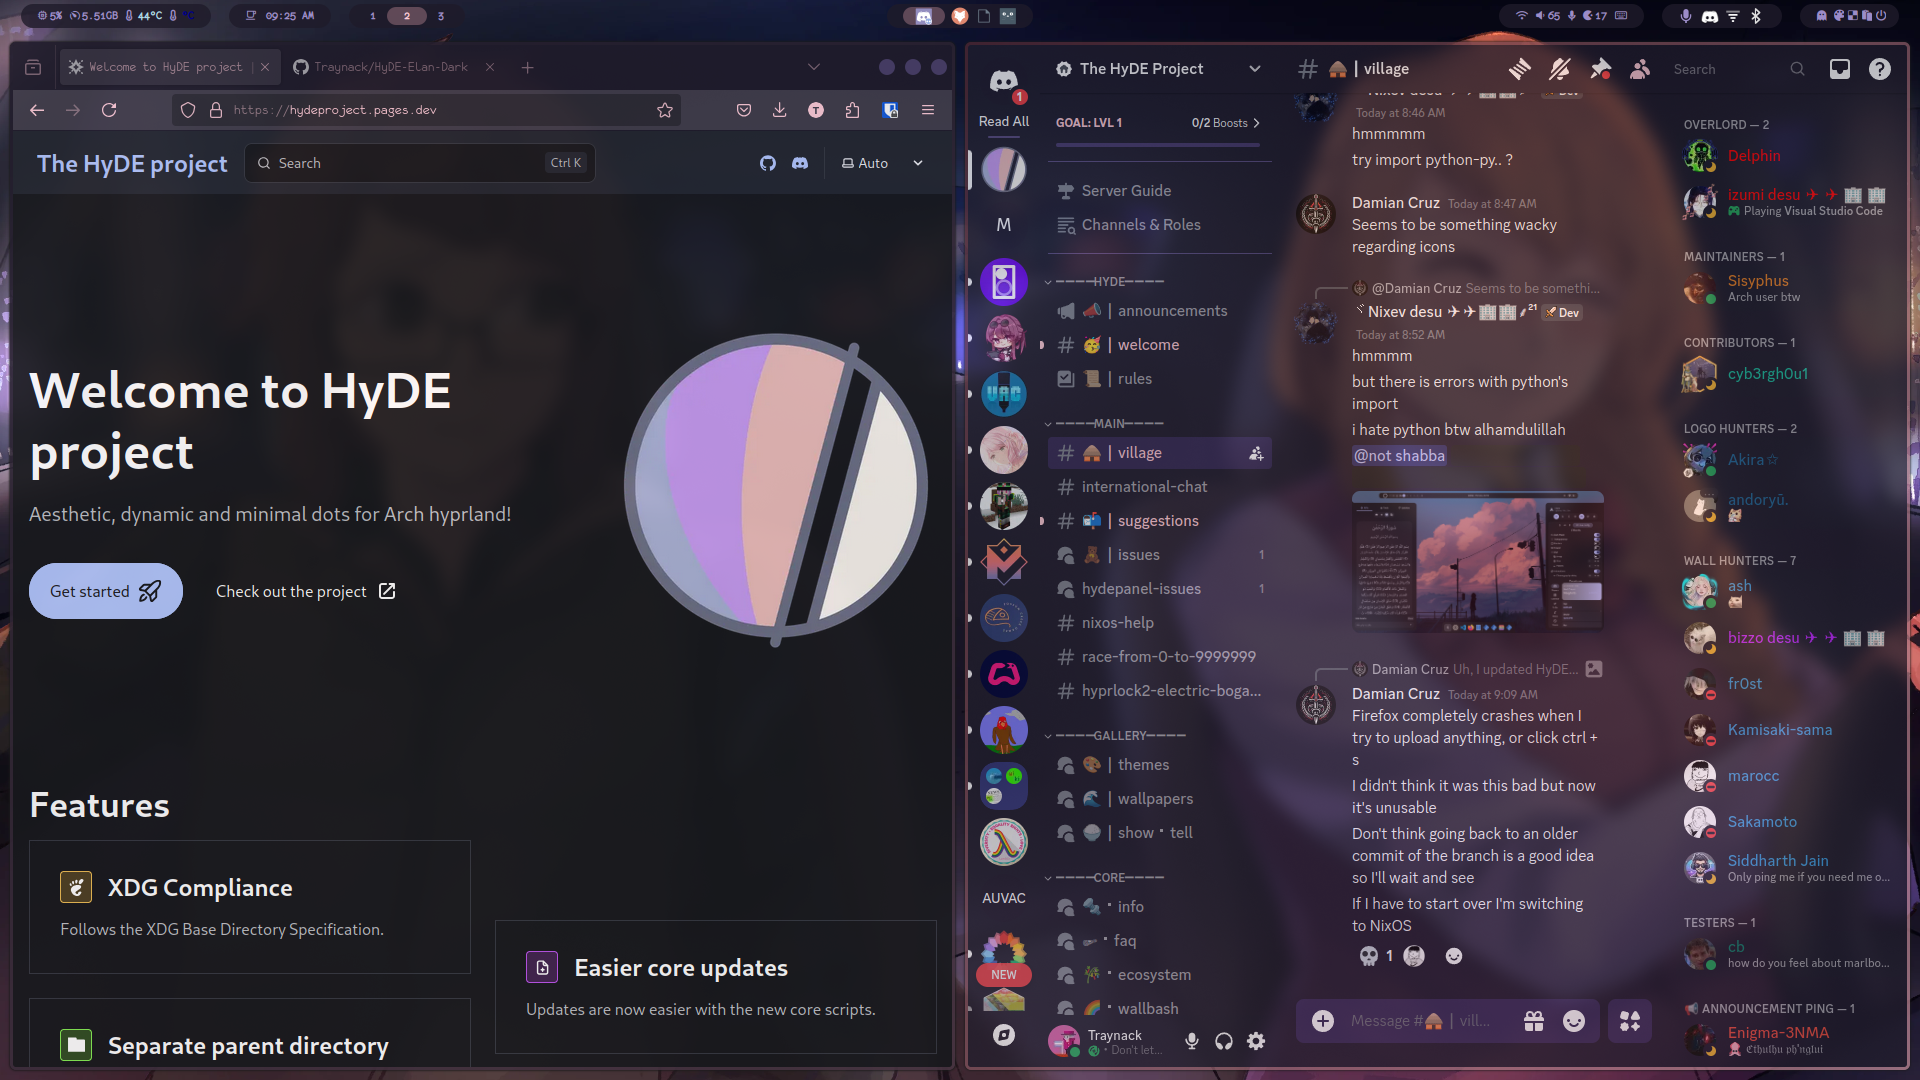 5% 5.51GB 44°C °C
09:25 AM
1 2 3
65 17
Welcome to HyDE project
Traynack/HyDE-Elan-Dark
https://hydeproject.pages.dev
The HyDE project
Search
Ctrl K
Auto
Welcome to HyDE
project
Aesthetic, dynamic and minimal dots for Arch hyprland!
Get started
Check out the project
Features
XDG Compliance
Follows the XDG Base Directory Specification.
Easier core updates
Updates are now easier with the new core scripts.
Separate parent directory
1
Read All
M
AUVAC
NEW
The HyDE Project
GOAL: LVL 1
0/2 Boosts
Server Guide
Channels & Roles
————HYDE————
| announcements
| welcome
| rules
————MAIN————
| village
international-chat
| suggestions
| issues 1
hydepanel-issues 1
nixos-help
race-from-0-to-9999999
hyprlock2-electric-boga...
————GALLERY————
| themes
| wallpapers
| show・tell
————CORE————
・info
・faq
・ecosystem
・wallbash
Traynack
• Don't let...
| village
Search
Nixev desu Dev
Today at 8:46 AM
hmmmmm
try import python-py.. ?
Damian Cruz Today at 8:47 AM
Seems to be something wacky
regarding icons
@Damian Cruz Seems to be somethi...
Nixev desu 21 Dev
Today at 8:52 AM
hmmmm
but there is errors with python's
import
i hate python btw alhamdulillah
@not shabba
Damian Cruz Uh, I updated HyDE...
Damian Cruz Today at 9:09 AM
Firefox completely crashes when I
try to upload anything, or click ctrl +
s
I didn't think it was this bad but now
it's unusable
Don't think going back to an older
commit of the branch is a good idea
so I'll wait and see
If I have to start over I'm switching
to NixOS
1
Message # | vill...
OVERLORD — 2
Delphin
izumi desu
Playing Visual Studio Code
MAINTAINERS — 1
Sisyphus
Arch user btw
CONTRIBUTORS — 1
cyb3rgh0u1
LOGO HUNTERS — 2
Akira☆
andoryū.
WALL HUNTERS — 7
ash
bizzo desu
fr0st
Kamisaki-sama
marocc
Sakamoto
Siddharth Jain
Only ping me if you need me o...
TESTERS — 1
cb
how do you feel about marlbo...
ANNOUNCEMENT PING — 1
Enigma-3NMA
Cthulhu ph'nglui